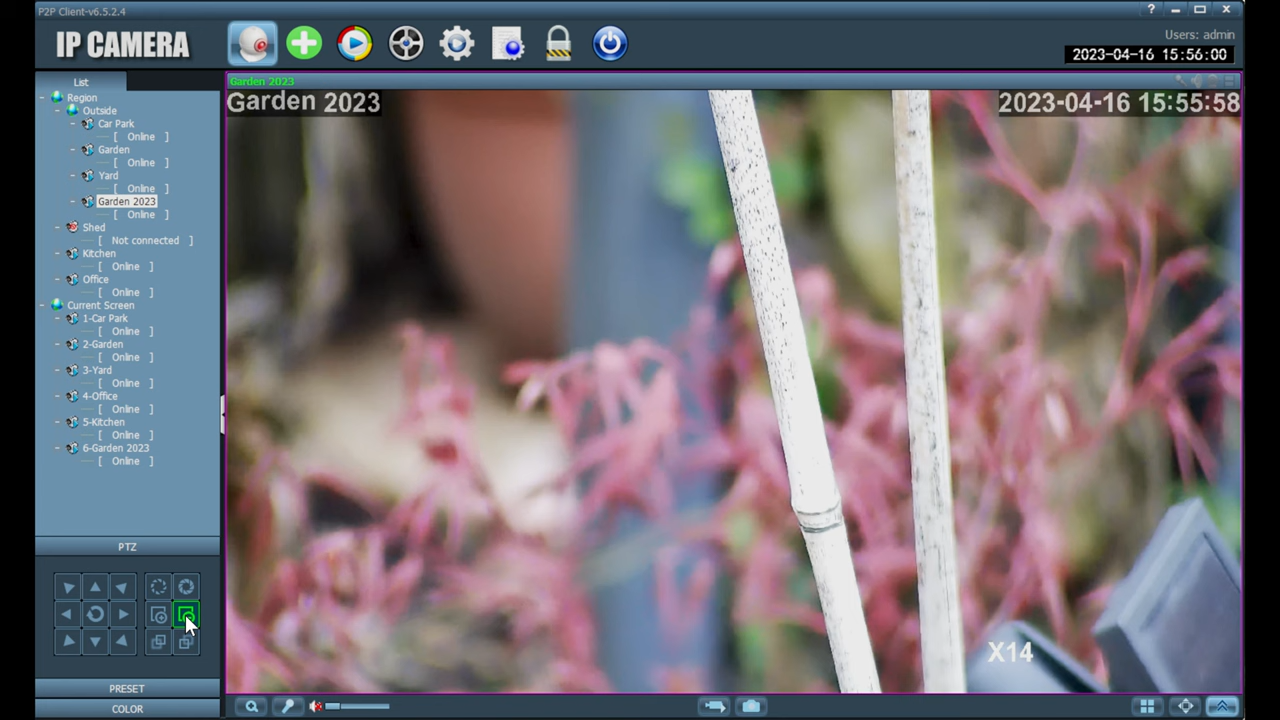 P2P Client-v6.5.2.4
IP CAMERA
Users: admin
2023-04-16 15:56:00
List
Region
Outside
Car Park
[ Online ]
Garden
[ Online ]
Yard
[ Online ]
Garden 2023
[ Online ]
Shed
[ Not connected ]
Kitchen
[ Online ]
Office
[ Online ]
Current Screen
1-Car Park
[ Online ]
2-Garden
[ Online ]
3-Yard
[ Online ]
4-Office
[ Online ]
5-Kitchen
[ Online ]
6-Garden 2023
[ Online ]
PTZ
PRESET
COLOR
Garden 2023
Garden 2023
2023-04-16 15:55:58
X14